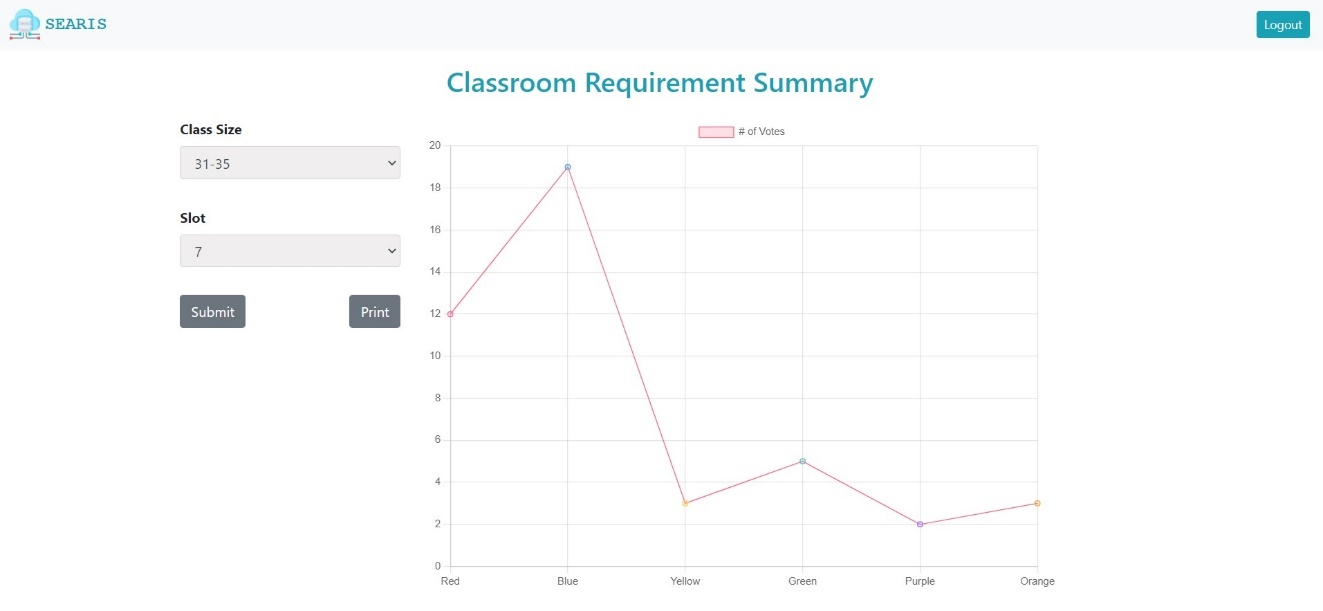 SEARIS
Logout
Classroom Requirement Summary
Class Size
31-35
Slot
7
Submit
Print
# of Votes
20
18
16
14
12
10
8
6
4
2
0
Red Blue Yellow Green Purple Orange